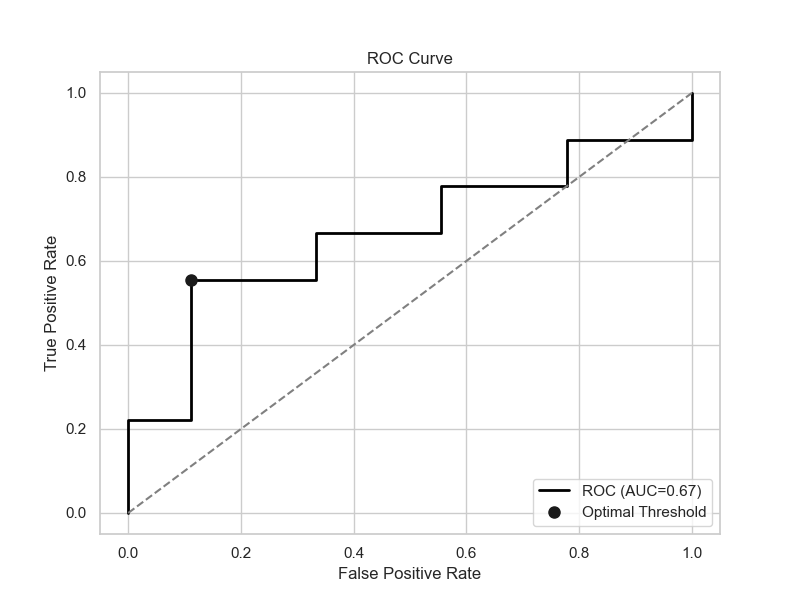 ROC Curve
True Positive Rate
1.0
0.8
0.6
0.4
0.2
0.0
0.0 0.2 0.4 0.6 0.8 1.0
False Positive Rate
ROC (AUC=0.67)
Optimal Threshold